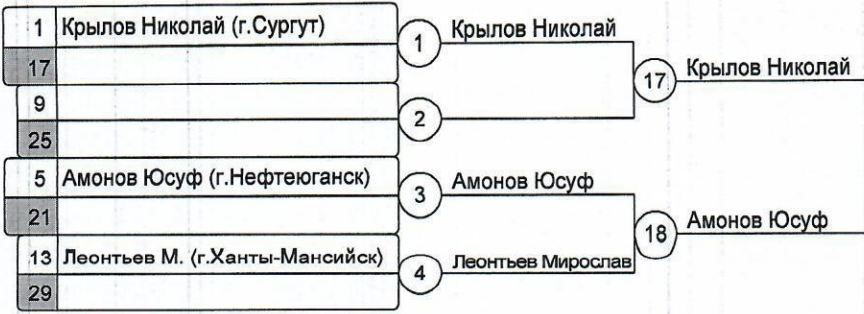 1 Крылов Николай (г.Сургут) 1 Крылов Николай
17 17 Крылов Николай
9 2
25
5 Амонов Юсуф (г.Нефтеюганск) 3 Амонов Юсуф
21 18 Амонов Юсуф
13 Леонтьев М. (г.Ханты-Мансийск) 4 Леонтьев Мирослав
29